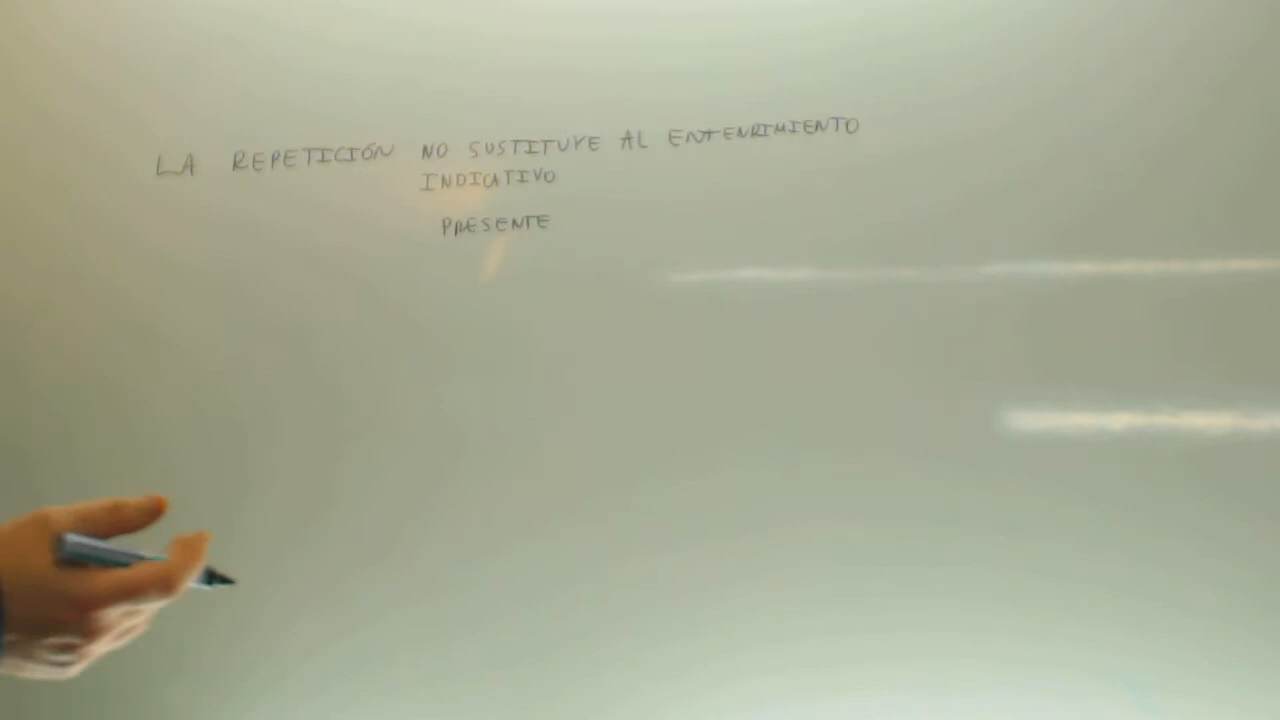 LA REPETICIÓN NO SUSTITUYE AL ENTENDIMIENTO
INDICATIVO
PRESENTE